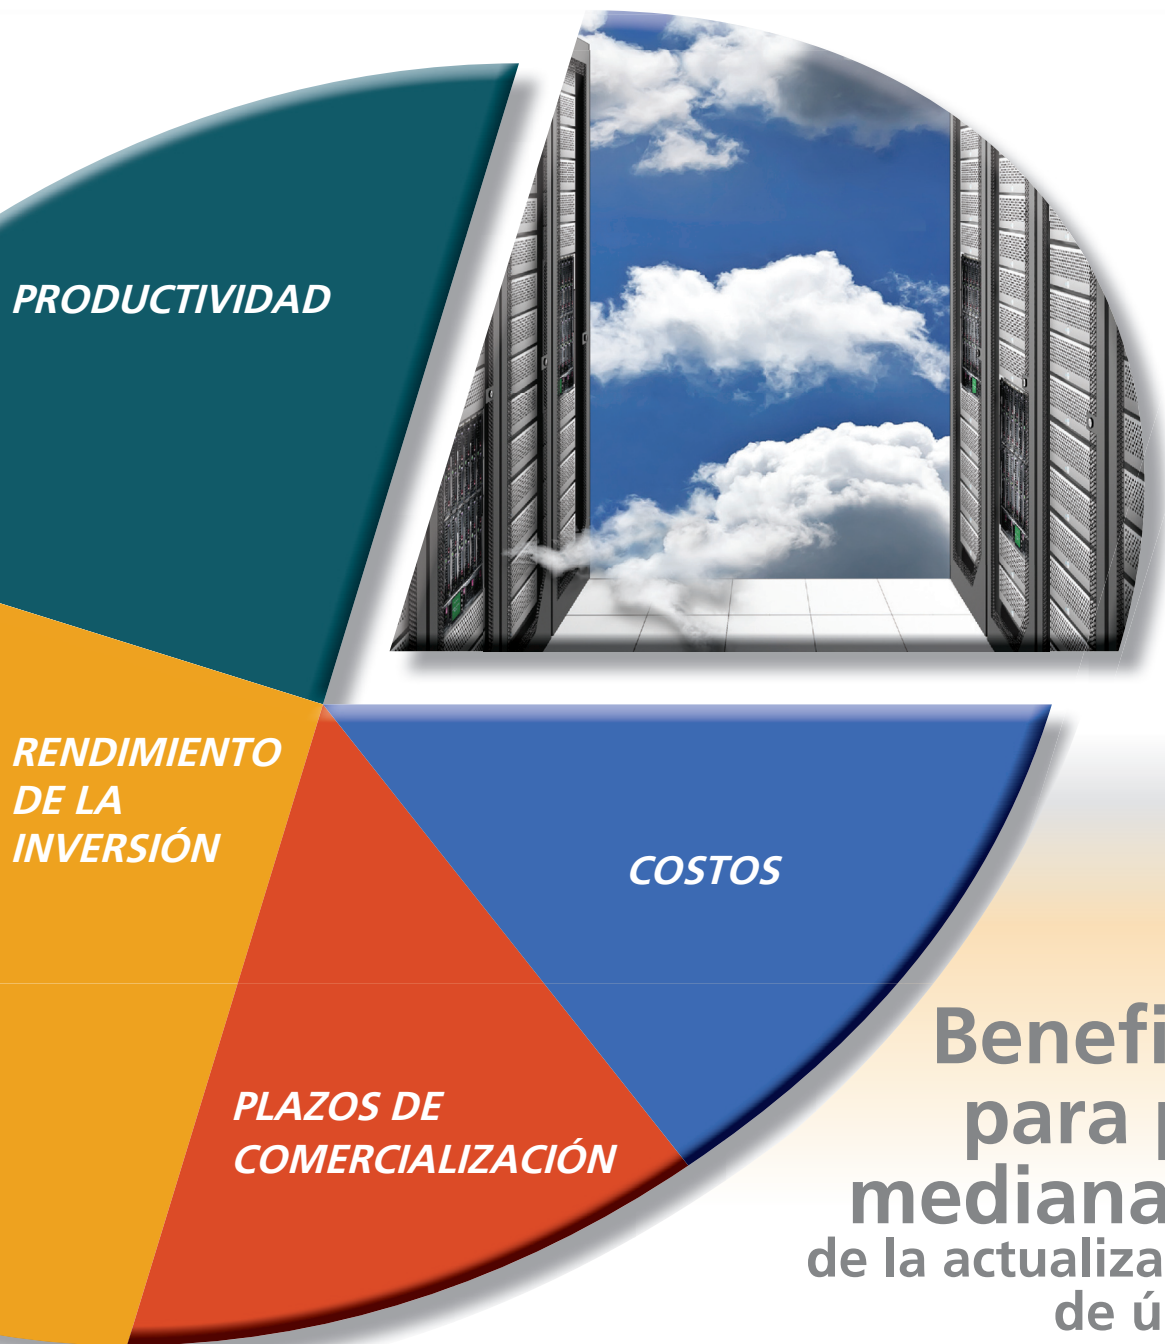 PRODUCTIVIDAD
RENDIMIENTO
DE LA
INVERSIÓN
COSTOS
PLAZOS DE
COMERCIALIZACIÓN
Benefi
para p
mediana
de la actualiza
de ú